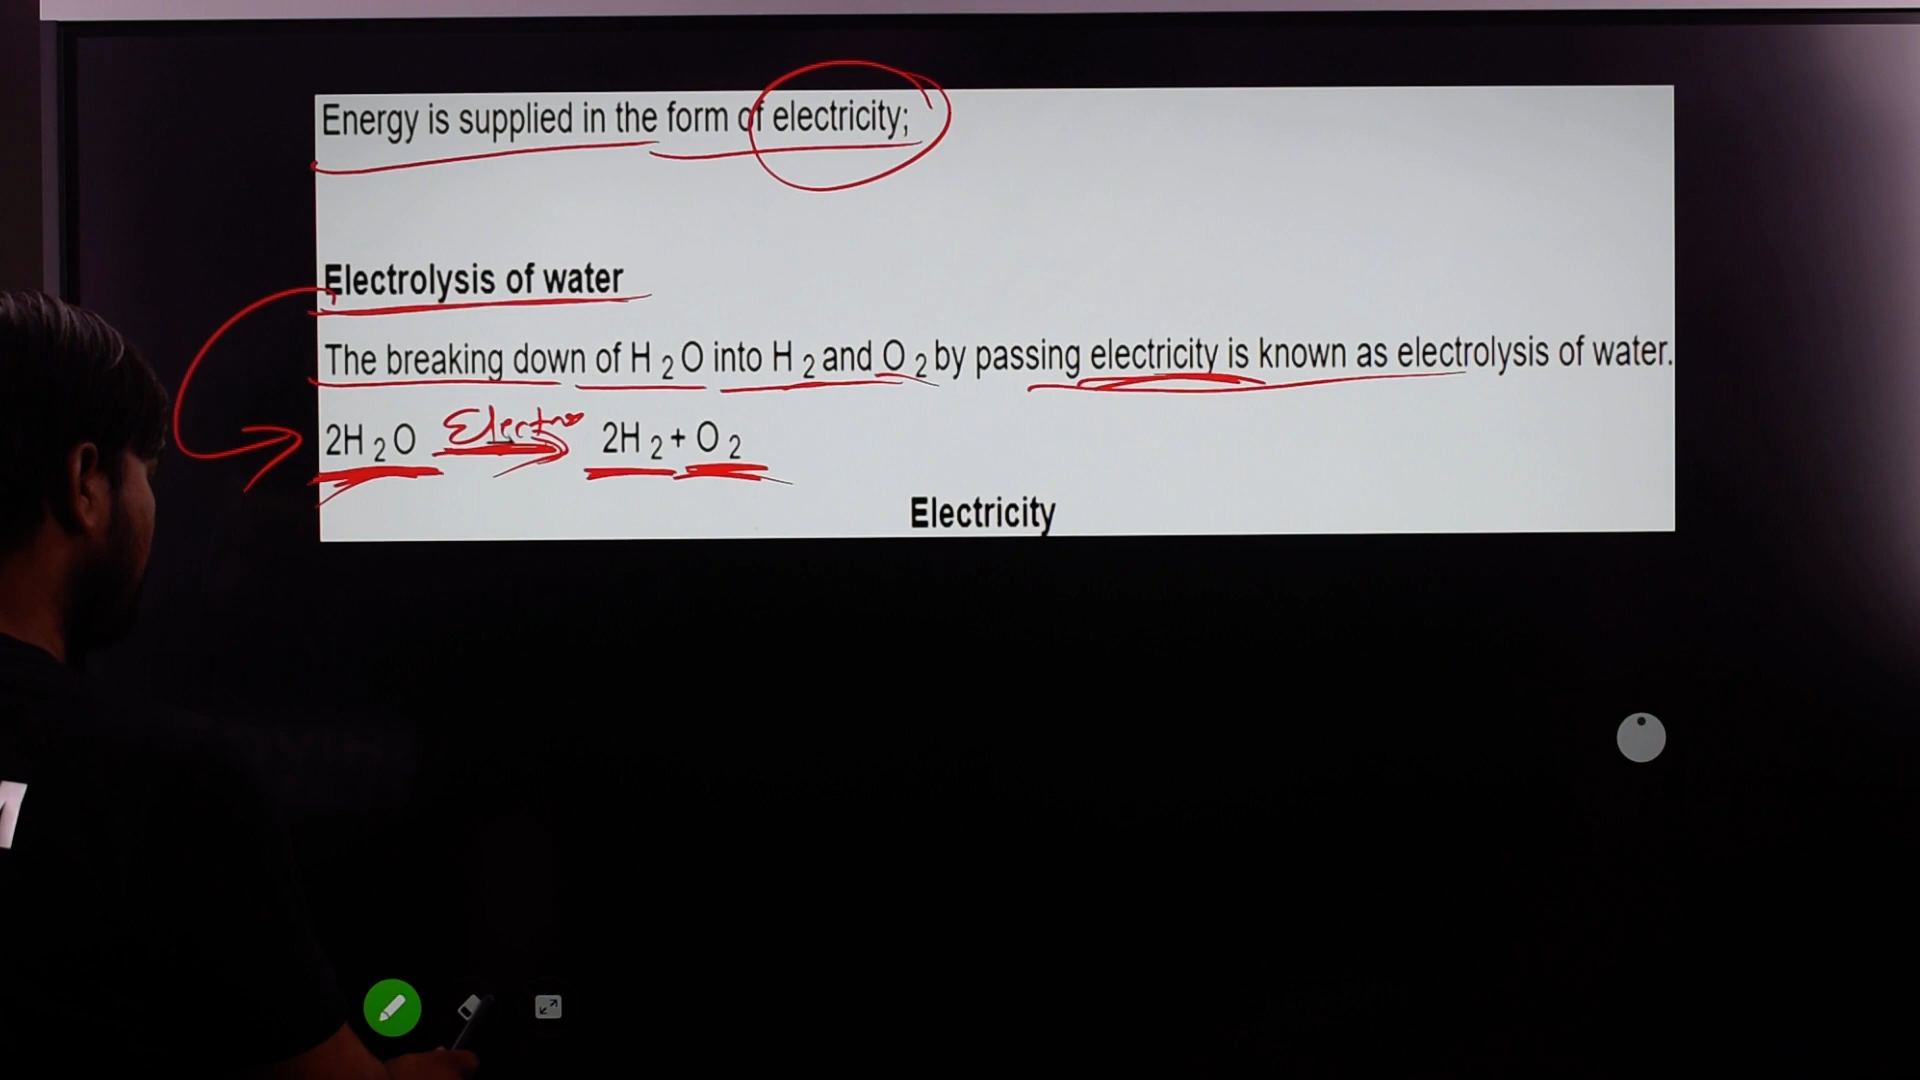 Energy is supplied in the form of electricity;
Electrolysis of water
The breaking down of H 2 O into H 2 and O 2 by passing electricity is known as electrolysis of water.
2H 2 O Electro 2H 2 + O 2
Electricity